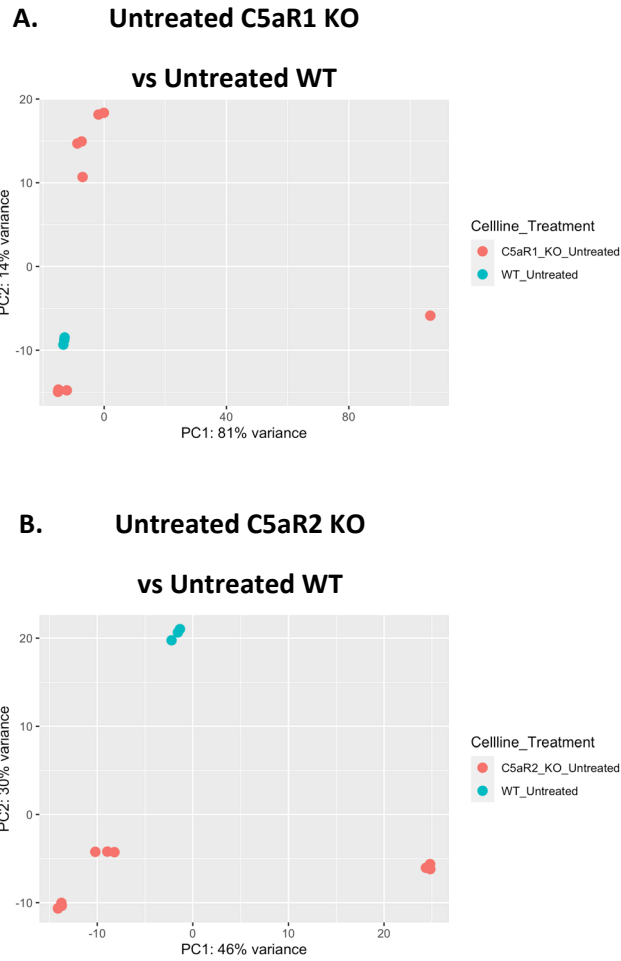 A. Untreated C5aR1 KO
vs Untreated WT
20
10
0
-10
PC2: 14% variance
0 40 80
PC1: 81% variance
Cellline_Treatment
C5aR1_KO_Untreated
WT_Untreated
B. Untreated C5aR2 KO
vs Untreated WT
20
10
0
-10
PC2: 30% variance
-10 0 10 20
PC1: 46% variance
Cellline_Treatment
C5aR2_KO_Untreated
WT_Untreated